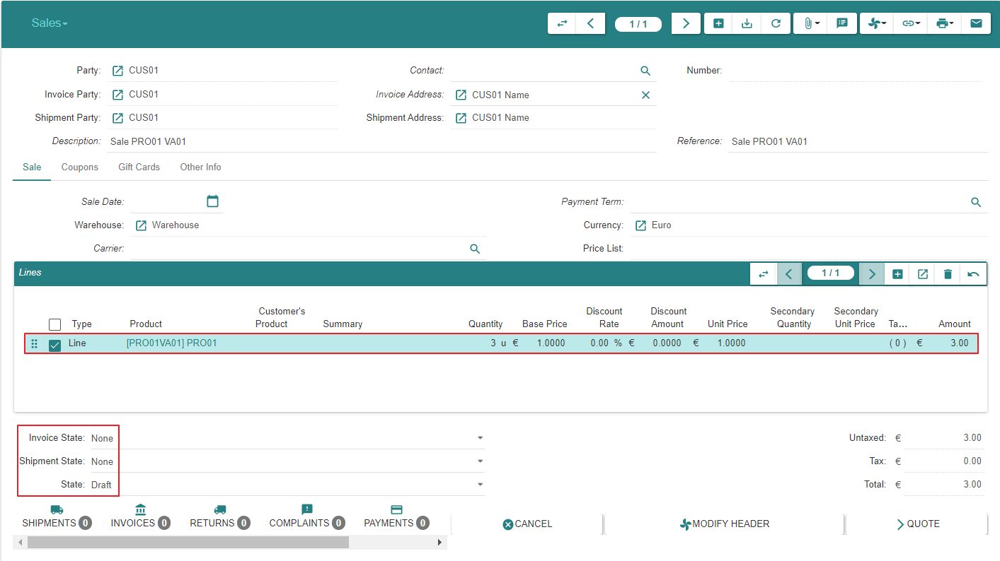 Sales
1 / 1
Party: CUS01
Contact:
Number:
Invoice Party: CUS01
Invoice Address: CUS01 Name
Shipment Party: CUS01
Shipment Address: CUS01 Name
Description: Sale PRO01 VA01
Reference: Sale PRO01 VA01
Sale Coupons Gift Cards Other Info
Sale Date:
Payment Term:
Warehouse: Warehouse
Currency: Euro
Carrier:
Price List:
Lines
1 / 1
Type Product Customer's Product Summary Quantity Base Price Discount Rate Discount Amount Unit Price Secondary Quantity Secondary Unit Price Ta... Amount
Line [PRO01VA01] PRO01 3 u € 1.0000 0.00 % € 0.0000 € 1.0000 ( 0 ) € 3.00
Invoice State: None
Untaxed: € 3.00
Shipment State: None
Tax: € 0.00
State: Draft
Total: € 3.00
SHIPMENTS 0 INVOICES 0 RETURNS 0 COMPLAINTS 0 PAYMENTS 0
CANCEL MODIFY HEADER QUOTE